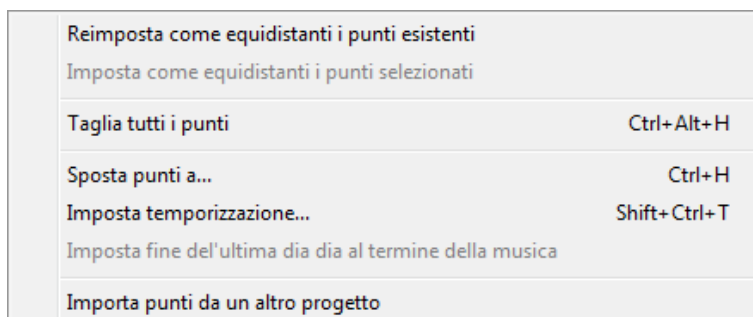 Reimposta come equidistanti i punti esistenti
Imposta come equidistanti i punti selezionati
Taglia tutti i punti Ctrl+Alt+H
Sposta punti a... Ctrl+H
Imposta temporizzazione... Shift+Ctrl+T
Imposta fine del'ultima dia dia al termine della musica
Importa punti da un altro progetto